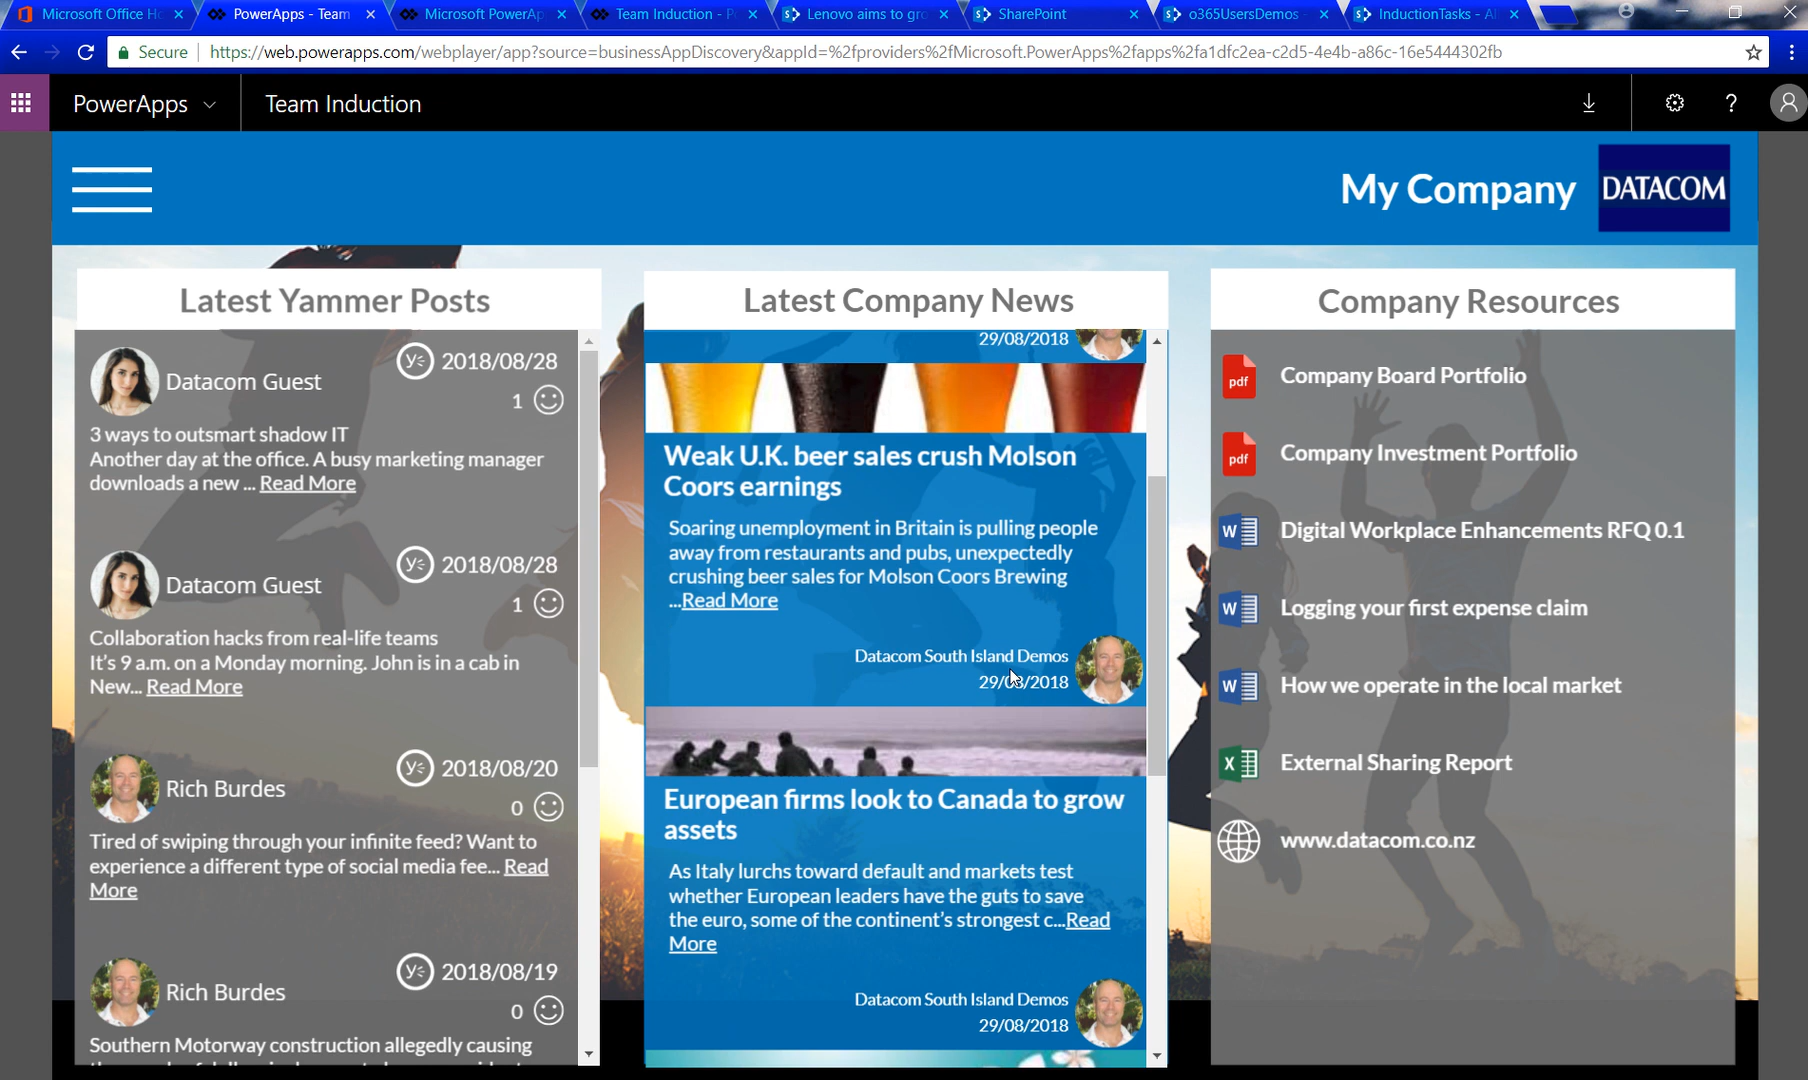 Microsoft Office Ho
PowerApps - Team
Microsoft PowerAp
Team Induction - P
Lenovo aims to gro
SharePoint
o365UsersDemos -
InductionTasks - Al
Secure
https://web.powerapps.com/webplayer/app?source=businessAppDiscovery&appId=%2fproviders%2fMicrosoft.PowerApps%2fapps%2fa1dfc2ea-c2d5-4e4b-a86c-16e5444302fb
PowerApps
Team Induction
?
My Company
DATACOM
Latest Yammer Posts
Datacom Guest
2018/08/28
1
3 ways to outsmart shadow IT
Another day at the office. A busy marketing manager
downloads a new ... Read More
Datacom Guest
2018/08/28
1
Collaboration hacks from real-life teams
It's 9 a.m. on a Monday morning. John is in a cab in
New... Read More
Rich Burdes
2018/08/20
0
Tired of swiping through your infinite feed? Want to
experience a different type of social media fee... Read
More
Rich Burdes
2018/08/19
0
Southern Motorway construction allegedly causing
Latest Company News
29/08/2018
Weak U.K. beer sales crush Molson
Coors earnings
Soaring unemployment in Britain is pulling people
away from restaurants and pubs, unexpectedly
crushing beer sales for Molson Coors Brewing
...Read More
Datacom South Island Demos
29/08/2018
European firms look to Canada to grow
assets
As Italy lurchs toward default and markets test
whether European leaders have the guts to save
the euro, some of the continent's strongest c...Read
More
Datacom South Island Demos
29/08/2018
Company Resources
pdf Company Board Portfolio
pdf Company Investment Portfolio
W Digital Workplace Enhancements RFQ 0.1
W Logging your first expense claim
W How we operate in the local market
X External Sharing Report
www.datacom.co.nz